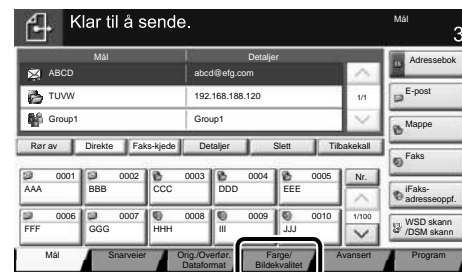 Klar til å sende.
Mål
3
Mål Detaljer
ABCD abcd@efg.com
TUVW 192.168.188.120 1/1
Group1 Group1
Rør av Direkte Faks-kjede Detaljer Slett Tilbakekall
0001 0002 0003 0004 0005 Nr.
AAA BBB CCC DDD EEE
0006 0007 0008 0009 0010 1/100
FFF GGG HHH III JJJ
Mål Snarveier Orig./Overfør. Dataformat Farge/ Bildekvalitet Avansert Program
Adressebok
E-post
Mappe
Faks
iFaks-
adresseoppf.
WSD skann
/DSM skann